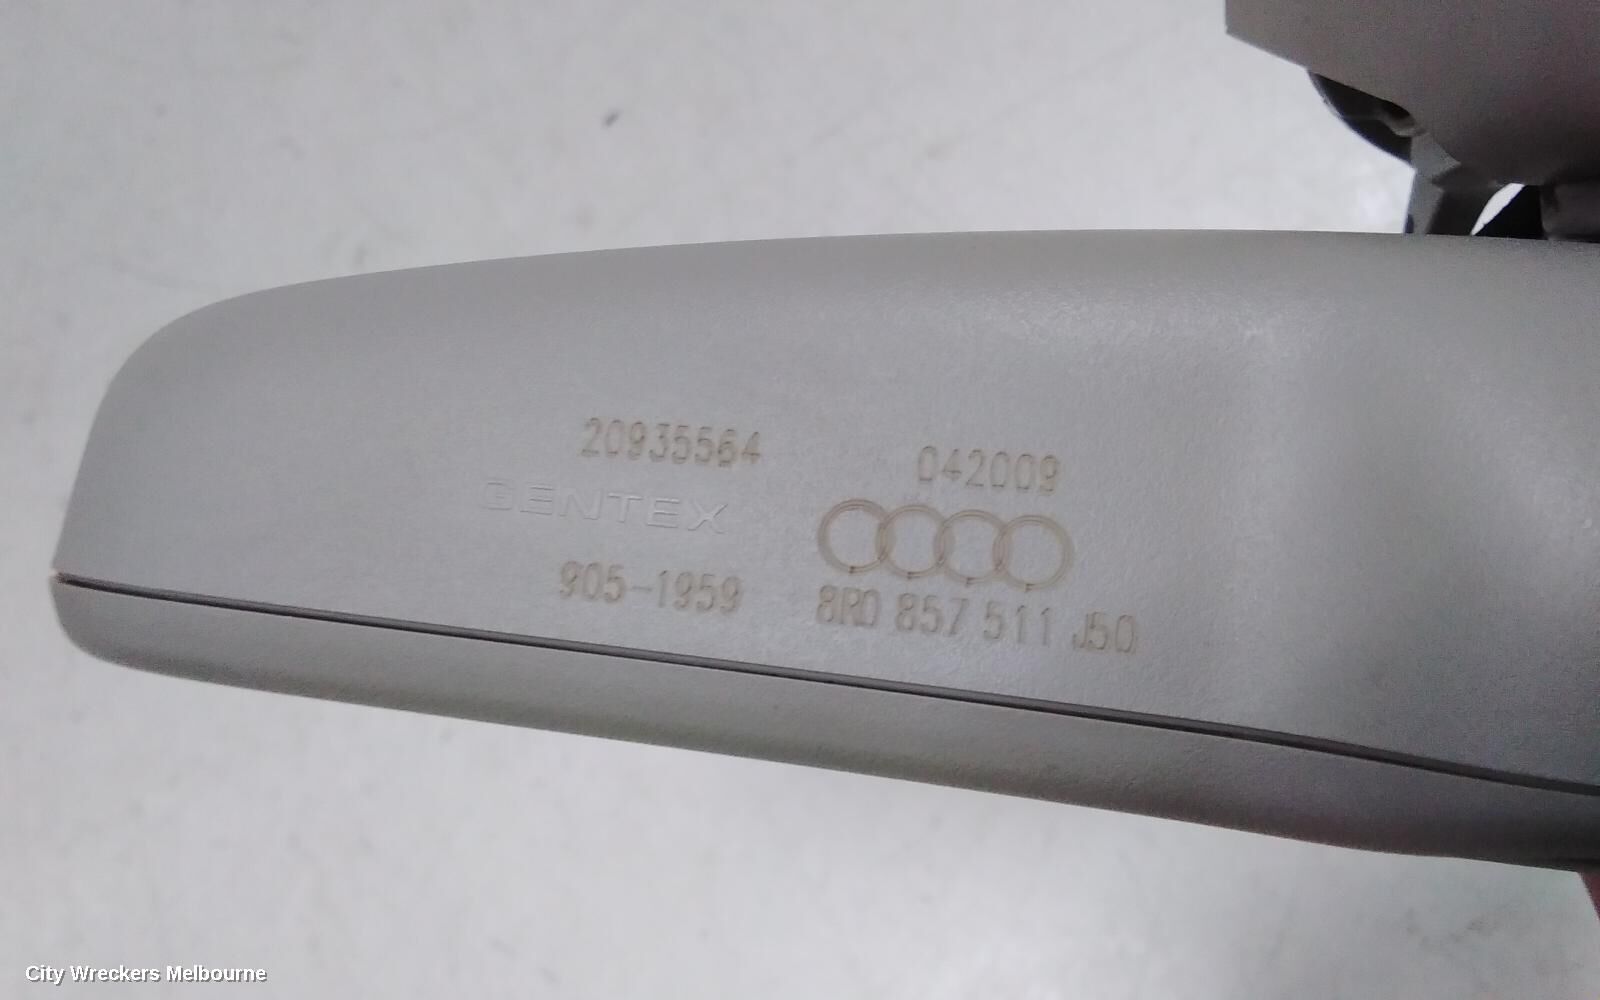 20935564
042009
GENTEX
905-1959
8R0 857 511 J50
City Wreckers Melbourne